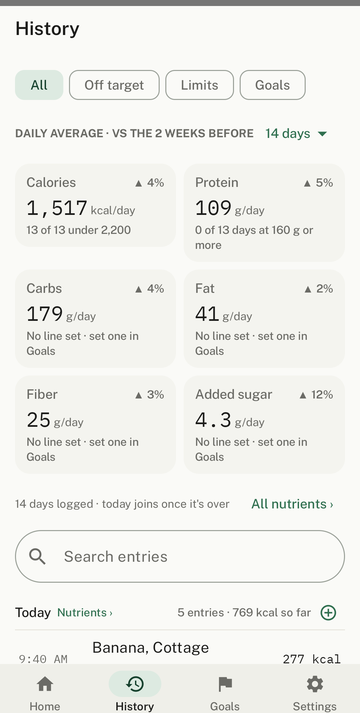 History
All
Off target
Limits
Goals
DAILY AVERAGE · VS THE 2 WEEKS BEFORE 14 days ▼
Calories ▲ 4%
1,517 kcal/day
13 of 13 under 2,200
Protein ▲ 5%
109 g/day
0 of 13 days at 160 g or
more
Carbs ▲ 4%
179 g/day
No line set · set one in
Goals
Fat ▲ 2%
41 g/day
No line set · set one in
Goals
Fiber ▲ 3%
25 g/day
No line set · set one in
Goals
Added sugar ▲ 12%
4.3 g/day
No line set · set one in
Goals
14 days logged · today joins once it's over All nutrients ›
Search entries
Today Nutrients › 5 entries · 769 kcal so far
Banana, Cottage
9:40 AM 277 kcal
Home
History
Goals
Settings